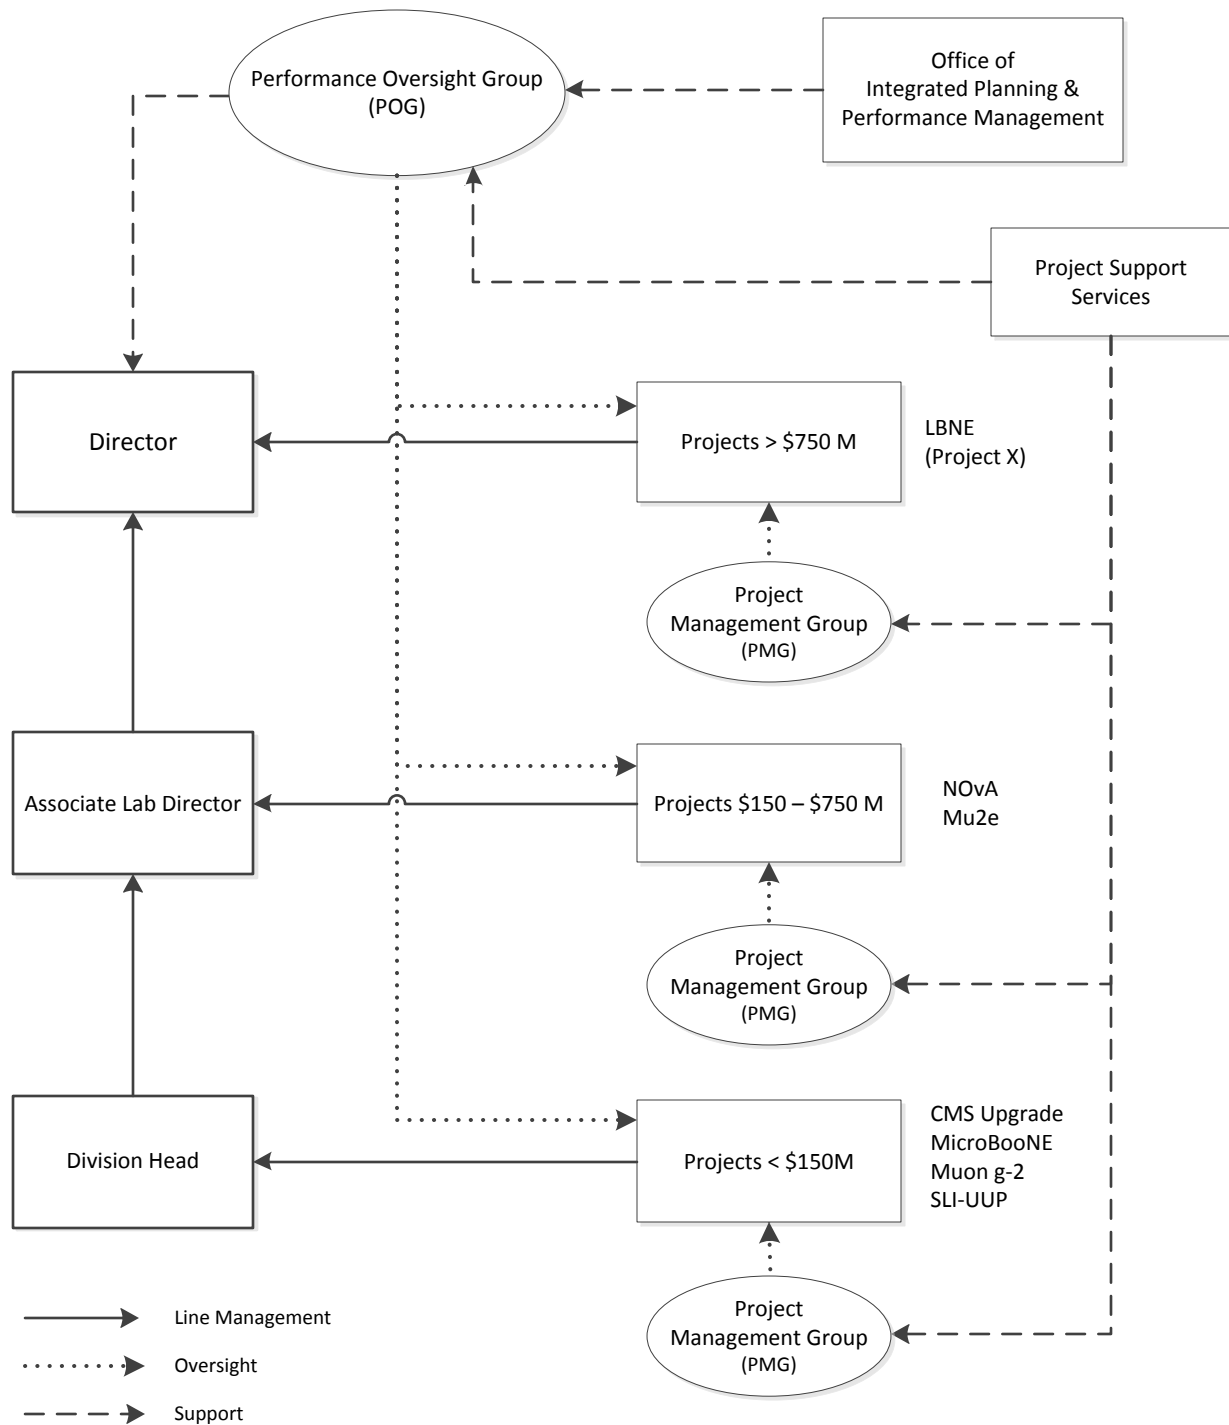 Performance Oversight Group
(POG)
Office of
Integrated Planning &
Performance Management
Project Support
Services
Director
Projects > $750 M
LBNE
(Project X)
Project
Management Group
(PMG)
Associate Lab Director
Projects $150 – $750 M
NOvA
Mu2e
Project
Management Group
(PMG)
Division Head
Projects < $150M
CMS Upgrade
MicroBooNE
Muon g-2
SLI-UUP
Project
Management Group
(PMG)
Line Management
Oversight
Support